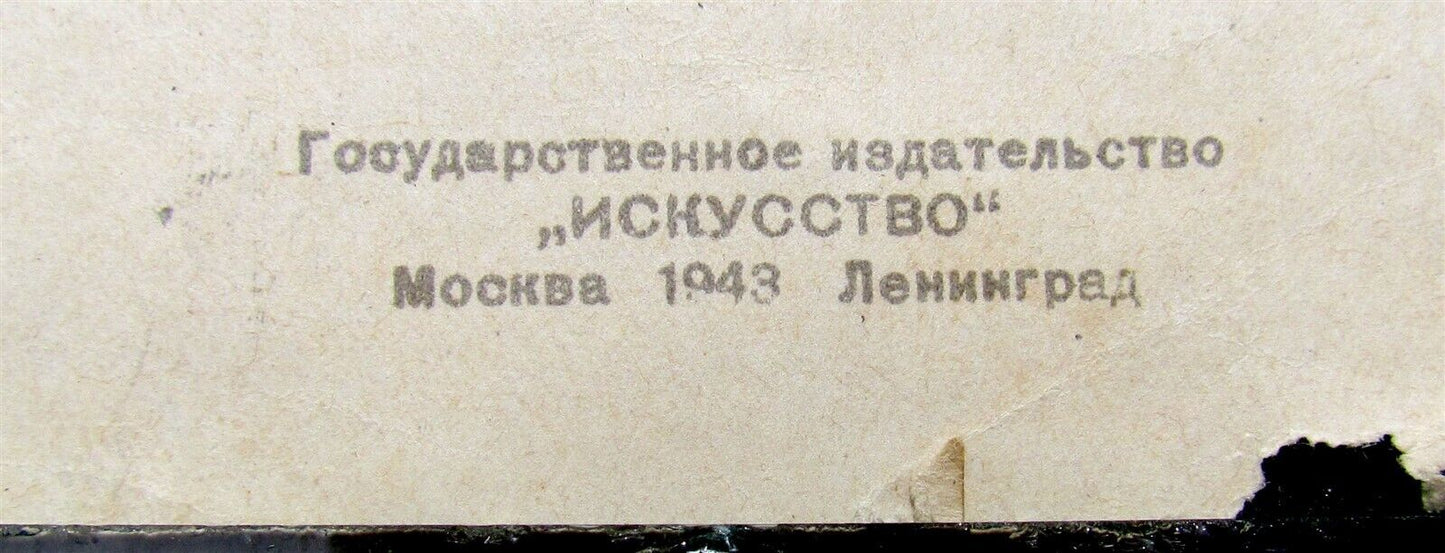 Государственное издательство
„ИСКУССТВО“
Москва 1943 Ленинград